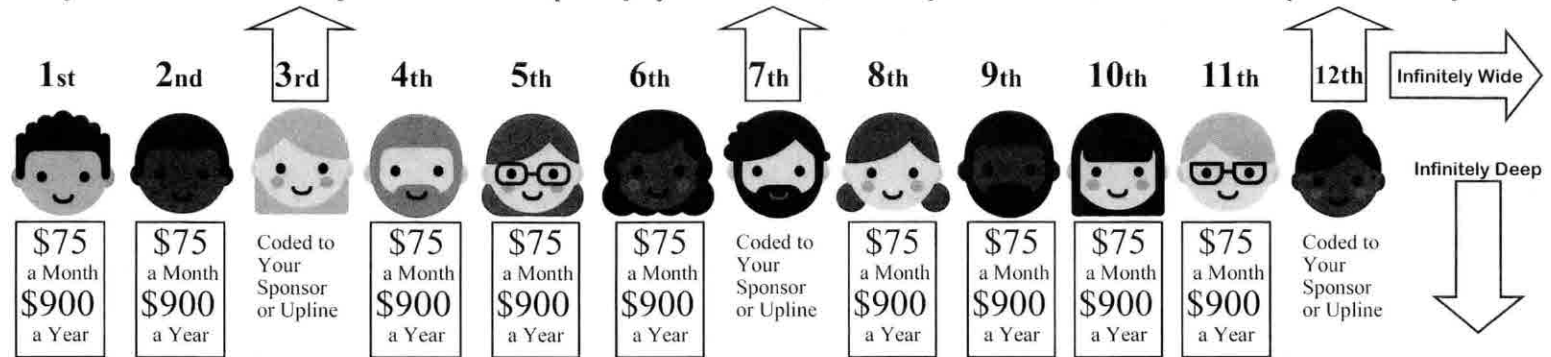 1st 2nd 3rd 4th 5th 6th 7th 8th 9th 10th 11th 12th Infinitely Wide
Infinitely Deep
$75 $75 Coded to $75 $75 $75 Coded to $75 $75 $75 $75 Coded to
a Month a Month Your a Month a Month a Month Your a Month a Month a Month a Month Your
$900 $900 Sponsor $900 $900 $900 Sponsor $900 $900 $900 $900 Sponsor
a Year a Year or Upline a Year a Year a Year or Upline a Year a Year a Year a Year or Upline